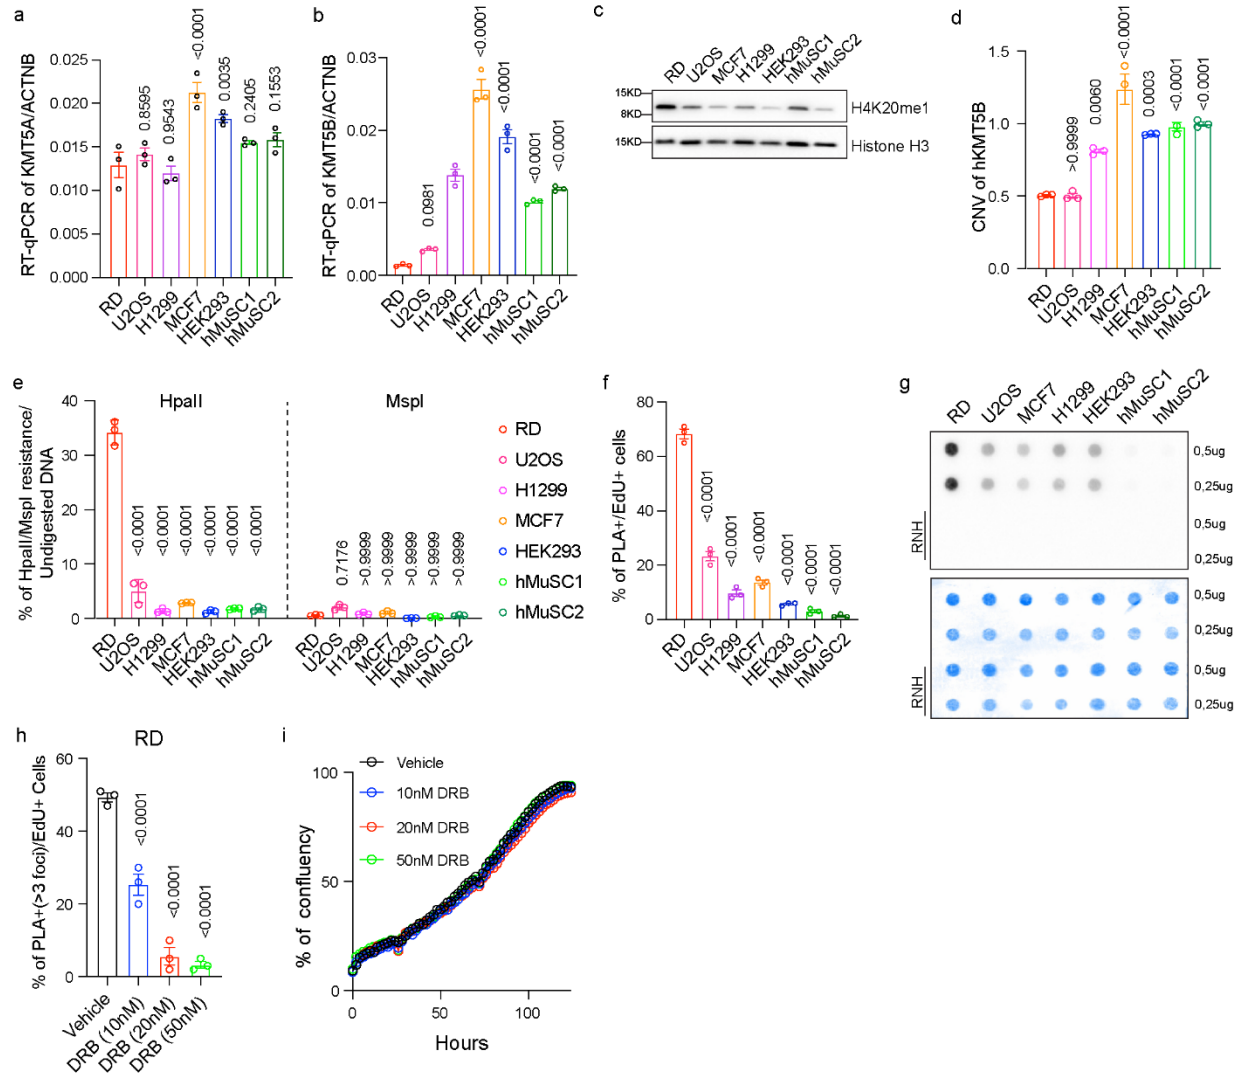 a
RT-qPCR of KMT5A/ACTNB
0.025
0.020
0.015
0.010
0.005
0.000
0.8595
0.9543
<0.0001
0.0035
0.2405
0.1553
RD
U2OS
H1299
MCF7
HEK293
hMuSC1
hMuSC2
b
RT-qPCR of KMT5B/ACTNB
0.03
0.02
0.01
0.00
0.0981
<0.0001
<0.0001
<0.0001
<0.0001
RD
U2OS
H1299
MCF7
HEK293
hMuSC1
hMuSC2
c
RD
U2OS
MCF7
H1299
HEK293
hMuSC1
hMuSC2
15KD
8KD
H4K20me1
15KD
Histone H3
d
CNV of hKMT5B
1.5
1.0
0.5
0.0
>0.9999
0.0060
<0.0001
0.0003
<0.0001
<0.0001
RD
U2OS
H1299
MCF7
HEK293
hMuSC1
hMuSC2
e
% of HpaII/MspI resistance/
Undigested DNA
40
30
20
10
0
HpaII
MspI
<0.0001
<0.0001
<0.0001
<0.0001
<0.0001
<0.0001
0.7176
>0.9999
>0.9999
>0.9999
>0.9999
>0.9999
RD
U2OS
H1299
MCF7
HEK293
hMuSC1
hMuSC2
RD
U2OS
H1299
MCF7
HEK293
hMuSC1
hMuSC2
RD
U2OS
H1299
MCF7
HEK293
hMuSC1
hMuSC2
f
% of PLA+/EdU+ cells
80
60
40
20
0
<0.0001
<0.0001
<0.0001
<0.0001
<0.0001
<0.0001
RD
U2OS
H1299
MCF7
HEK293
hMuSC1
hMuSC2
g
RD
U2OS
MCF7
H1299
HEK293
hMuSC1
hMuSC2
0,5ug
0,25ug
RNH
0,5ug
0,25ug
0,5ug
0,25ug
RNH
0,5ug
0,25ug
h
RD
% of PLA+(>3 foci)/EdU+ Cells
60
40
20
0
<0.0001
<0.0001
<0.0001
Vehicle
DRB (10nM)
DRB (20nM)
DRB (50nM)
i
% of confluency
100
50
0
Vehicle
10nM DRB
20nM DRB
50nM DRB
0
50
100
Hours